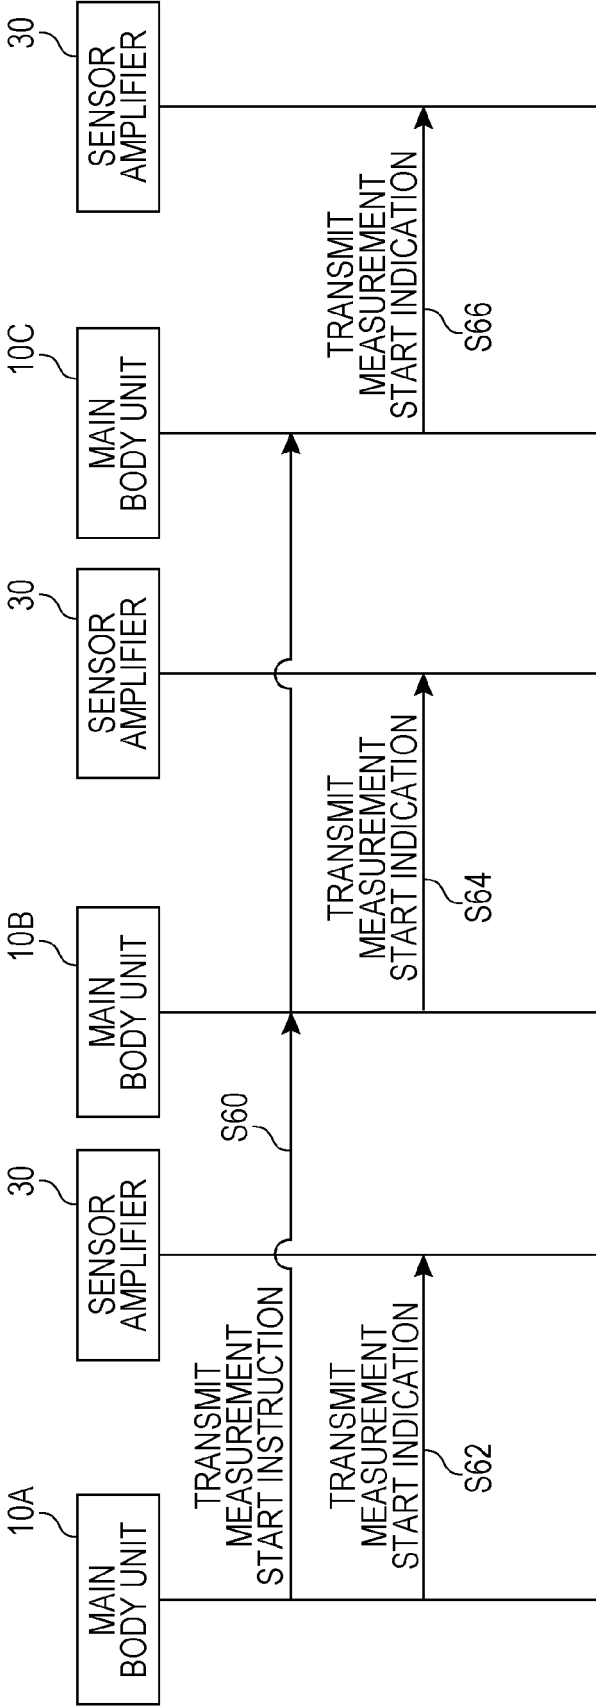 10A
MAIN
BODY UNIT
30
SENSOR
AMPLIFIER
10B
MAIN
BODY UNIT
30
SENSOR
AMPLIFIER
10C
MAIN
BODY UNIT
30
SENSOR
AMPLIFIER
TRANSMIT
MEASUREMENT
START INSTRUCTION
S60
TRANSMIT
MEASUREMENT
START INDICATION
S62
TRANSMIT
MEASUREMENT
START INDICATION
S64
TRANSMIT
MEASUREMENT
START INDICATION
S66